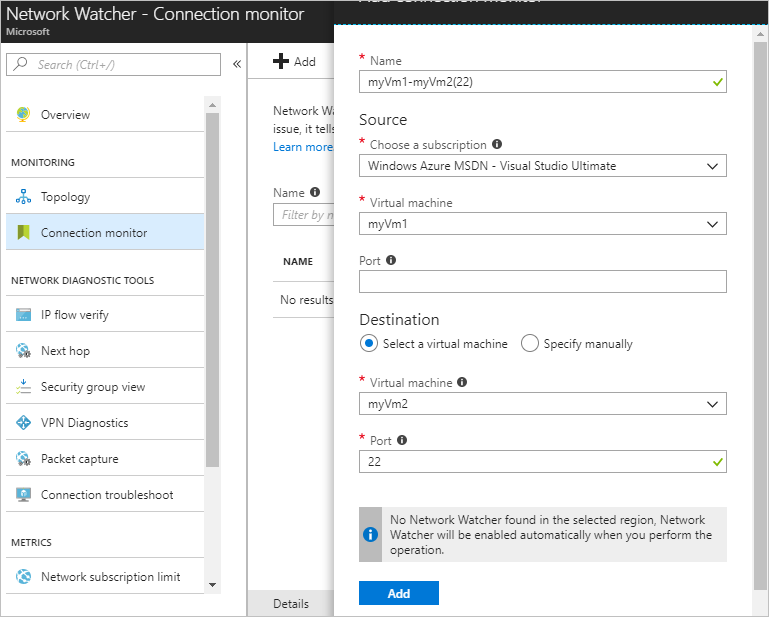 Network Watcher - Connection monitor
Microsoft
Search (Ctrl+/)
«
Overview
MONITORING
Topology
Connection monitor
NETWORK DIAGNOSTIC TOOLS
IP flow verify
Next hop
Security group view
VPN Diagnostics
Packet capture
Connection troubleshoot
METRICS
Network subscription limit
Add
Network Wa
issue, it tells
Learn more
Name
Filter by n
NAME
No results
Details
Add connection monitor
* Name
myVm1-myVm2(22)
Source
* Choose a subscription
Windows Azure MSDN - Visual Studio Ultimate
* Virtual machine
myVm1
Port
Destination
Select a virtual machine
Specify manually
* Virtual machine
myVm2
* Port
22
No Network Watcher found in the selected region, Network
Watcher will be enabled automatically when you perform the
operation.
Add